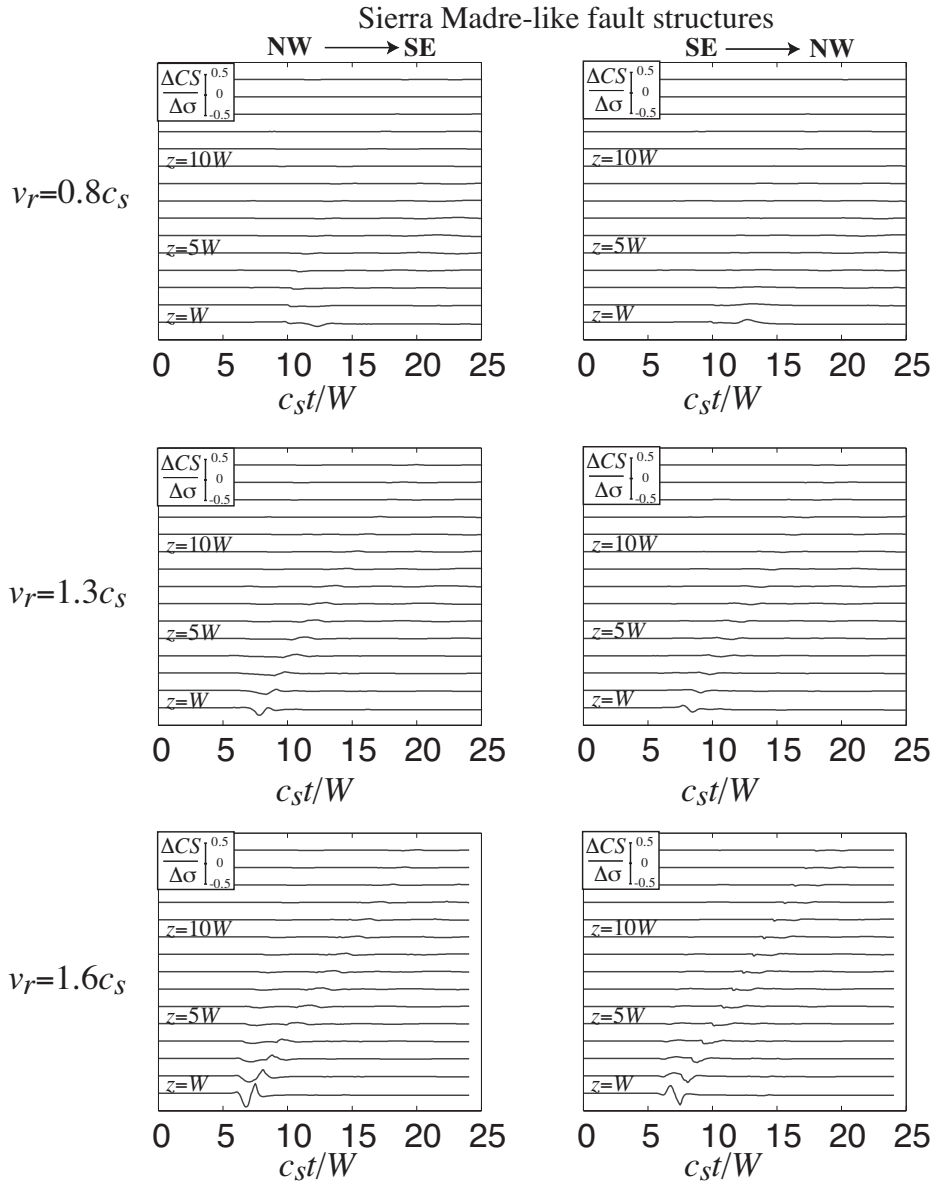 Sierra Madre-like fault structures
NW SE
SE NW
v_r=0.8c_s
ΔCS
Δσ
0.5
0
-0.5
z=10W
z=5W
z=W
0 5 10 15 20 25
c_st/W
ΔCS
Δσ
0.5
0
-0.5
z=10W
z=5W
z=W
0 5 10 15 20 25
c_st/W
v_r=1.3c_s
ΔCS
Δσ
0.5
0
-0.5
z=10W
z=5W
z=W
0 5 10 15 20 25
c_st/W
ΔCS
Δσ
0.5
0
-0.5
z=10W
z=5W
z=W
0 5 10 15 20 25
c_st/W
v_r=1.6c_s
ΔCS
Δσ
0.5
0
-0.5
z=10W
z=5W
z=W
0 5 10 15 20 25
c_st/W
ΔCS
Δσ
0.5
0
-0.5
z=10W
z=5W
z=W
0 5 10 15 20 25
c_st/W